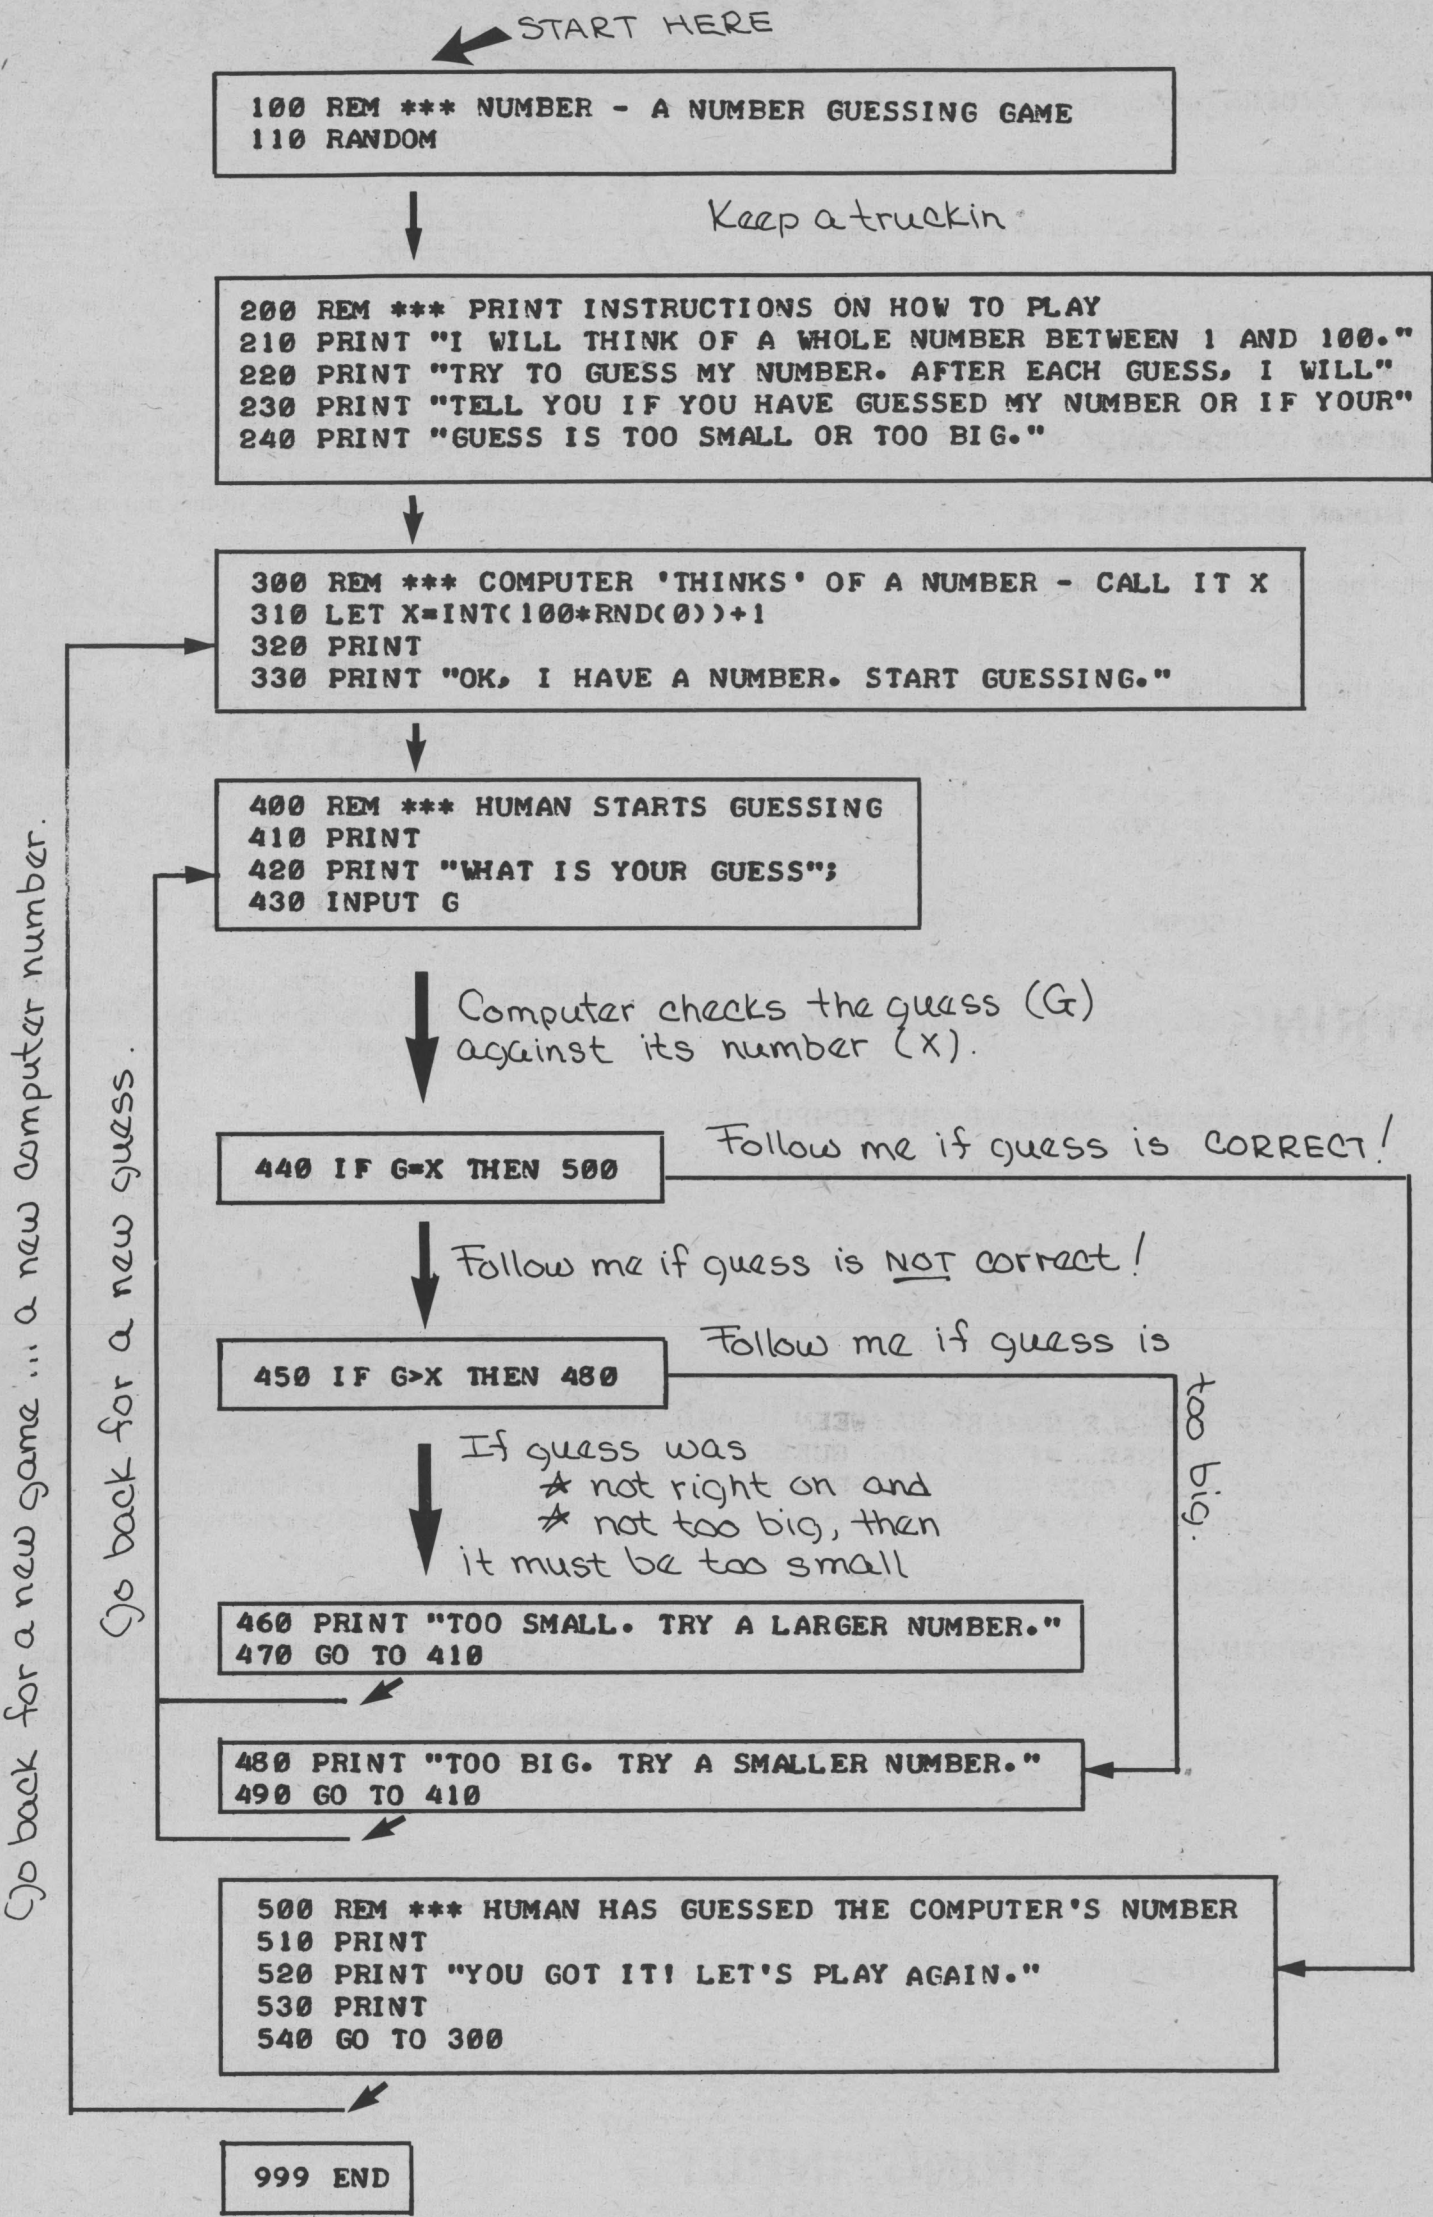 START HERE
100 REM *** NUMBER - A NUMBER GUESSING GAME
110 RANDOM
Keep a truckin
200 REM *** PRINT INSTRUCTIONS ON HOW TO PLAY
210 PRINT "I WILL THINK OF A WHOLE NUMBER BETWEEN 1 AND 100."
220 PRINT "TRY TO GUESS MY NUMBER. AFTER EACH GUESS, I WILL"
230 PRINT "TELL YOU IF YOU HAVE GUESSED MY NUMBER OR IF YOUR"
240 PRINT "GUESS IS TOO SMALL OR TOO BIG."
300 REM *** COMPUTER 'THINKS' OF A NUMBER - CALL IT X
310 LET X=INT(100*RND(0))+1
320 PRINT
330 PRINT "OK, I HAVE A NUMBER. START GUESSING."
400 REM *** HUMAN STARTS GUESSING
410 PRINT
420 PRINT "WHAT IS YOUR GUESS";
430 INPUT G
Computer checks the guess (G)
against its number (X).
440 IF G=X THEN 500
Follow me if guess is CORRECT!
Follow me if guess is NOT correct!
450 IF G>X THEN 480
Follow me if guess is
too big.
If guess was
* not right on and
* not too big, then
it must be too small
460 PRINT "TOO SMALL. TRY A LARGER NUMBER."
470 GO TO 410
480 PRINT "TOO BIG. TRY A SMALLER NUMBER."
490 GO TO 410
500 REM *** HUMAN HAS GUESSED THE COMPUTER'S NUMBER
510 PRINT
520 PRINT "YOU GOT IT! LET'S PLAY AGAIN."
530 PRINT
540 GO TO 300
999 END
Go back for a new guess.
Go back for a new game ... a new computer number.